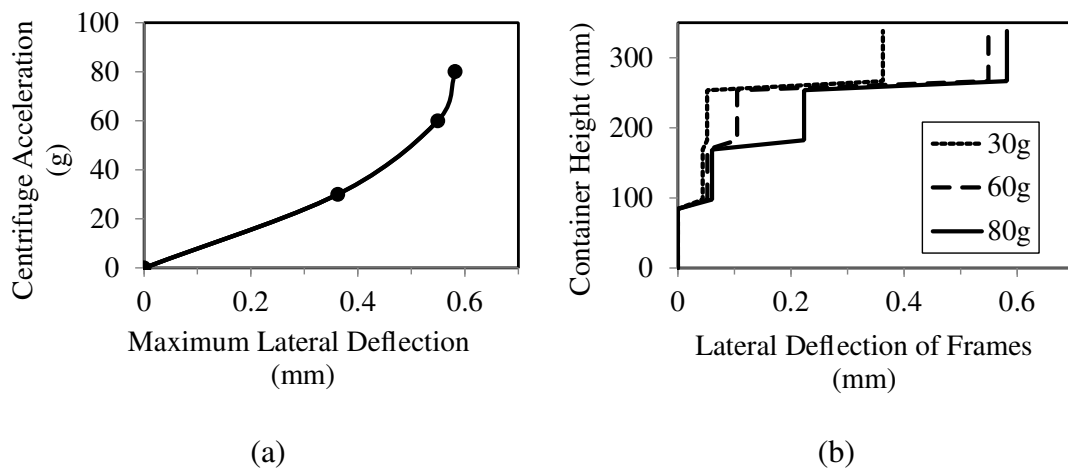 100
80
60
40
20
0
Centrifuge Acceleration
(g)
0
0.2
0.4
0.6
Maximum Lateral Deflection
(mm)
(a)
300
200
100
0
Container Height (mm)
30g
60g
80g
0
0.2
0.4
0.6
Lateral Deflection of Frames
(mm)
(b)